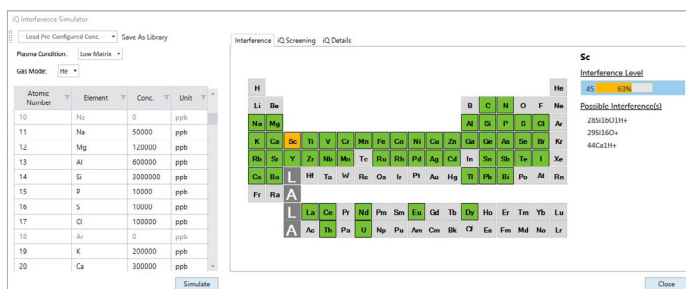 iQ Interference Simulator
-- Load Pre-Configured Conc. -- Save As Library
Plasma Condition: Low Matrix
Gas Mode: He
Atomic Number Element Conc. Unit
10 Ne 0 ppb
11 Na 50000 ppb
12 Mg 120000 ppb
13 Al 600000 ppb
14 Si 3000000 ppb
15 P 10000 ppb
16 S 10000 ppb
17 Cl 100000 ppb
18 Ar 0 ppb
19 K 200000 ppb
20 Ca 300000 ppb
Simulate
Interference iQ Screening iQ Details
H He
Li Be B C N O F Ne
Na Mg Al Si P S Cl Ar
K Ca Sc Ti V Cr Mn Fe Co Ni Cu Zn Ga Ge As Se Br Kr
Rb Sr Y Zr Nb Mo Tc Ru Rh Pd Ag Cd In Sn Sb Te I Xe
Cs Ba L Hf Ta W Re Os Ir Pt Au Hg Tl Pb Bi Po At Rn
Fr Ra A
L La Ce Pr Nd Pm Sm Eu Gd Tb Dy Ho Er Tm Yb Lu
A Ac Th Pa U Np Pu Am Cm Bk Cf Es Fm Md No Lr
Sc
Interference Level
45 63%
Possible Interference(s)
28Si16O1H+
29Si16O+
44Ca1H+
Close